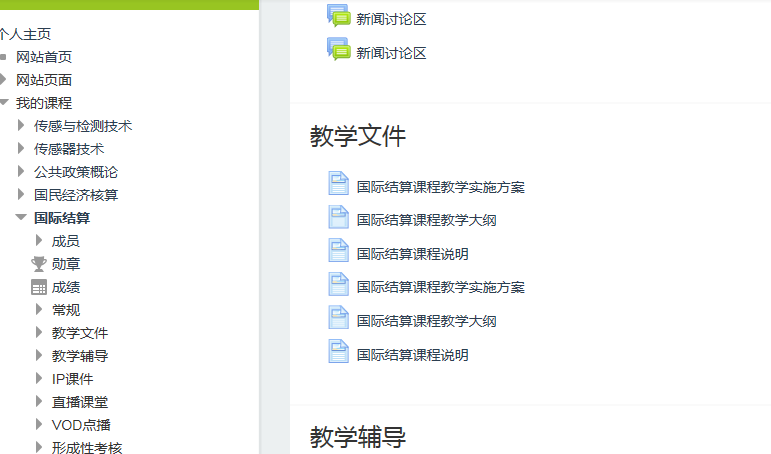 个人主页
网站首页
网站页面
我的课程
传感与检测技术
传感器技术
公共政策概论
国民经济核算
国际结算
成员
勋章
成绩
常规
教学文件
教学辅导
IP课件
直播课堂
VOD点播
形成性考核
新闻讨论区
新闻讨论区
教学文件
国际结算课程教学实施方案
国际结算课程教学大纲
国际结算课程说明
国际结算课程教学实施方案
国际结算课程教学大纲
国际结算课程说明
教学辅导